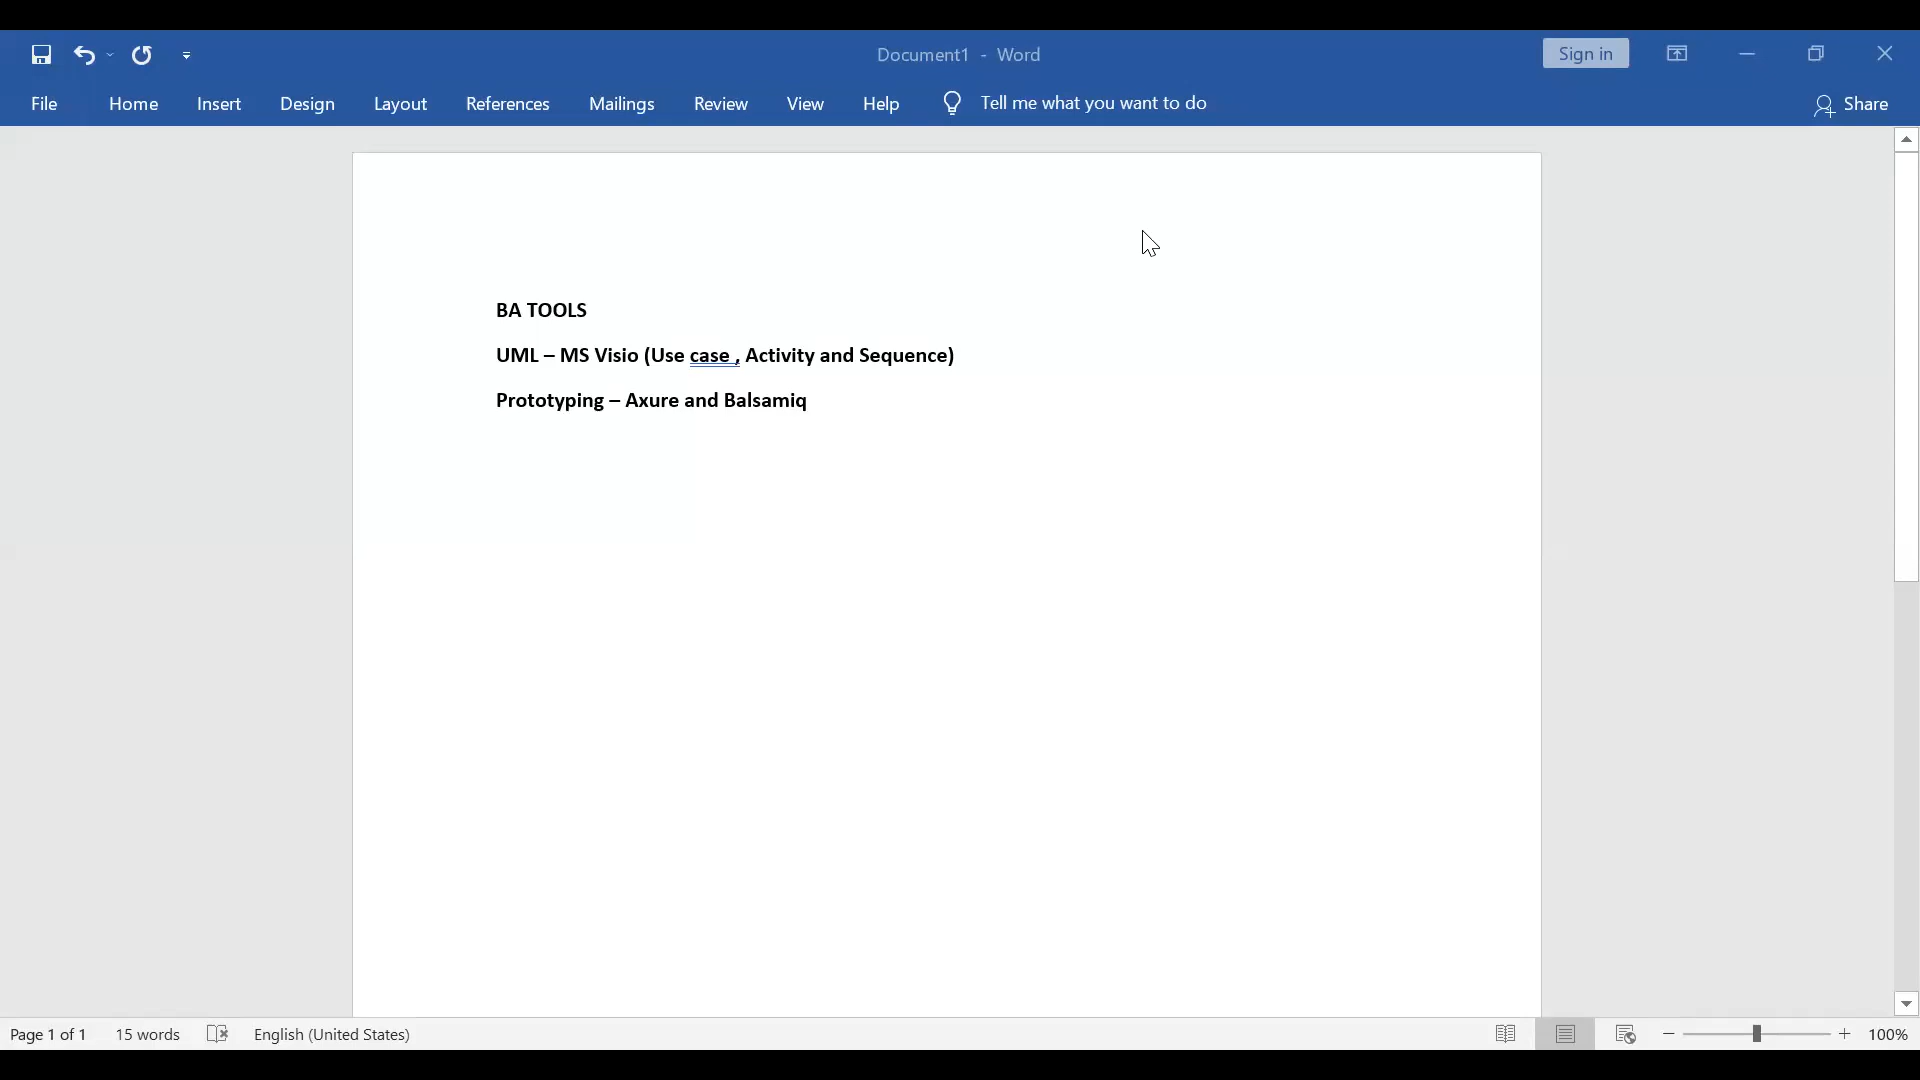 Document1 - Word
Sign in
File Home Insert Design Layout References Mailings Review View Help Tell me what you want to do Share
BA TOOLS
UML – MS Visio (Use case , Activity and Sequence)
Prototyping – Axure and Balsamiq
Page 1 of 1 15 words English (United States) 100%